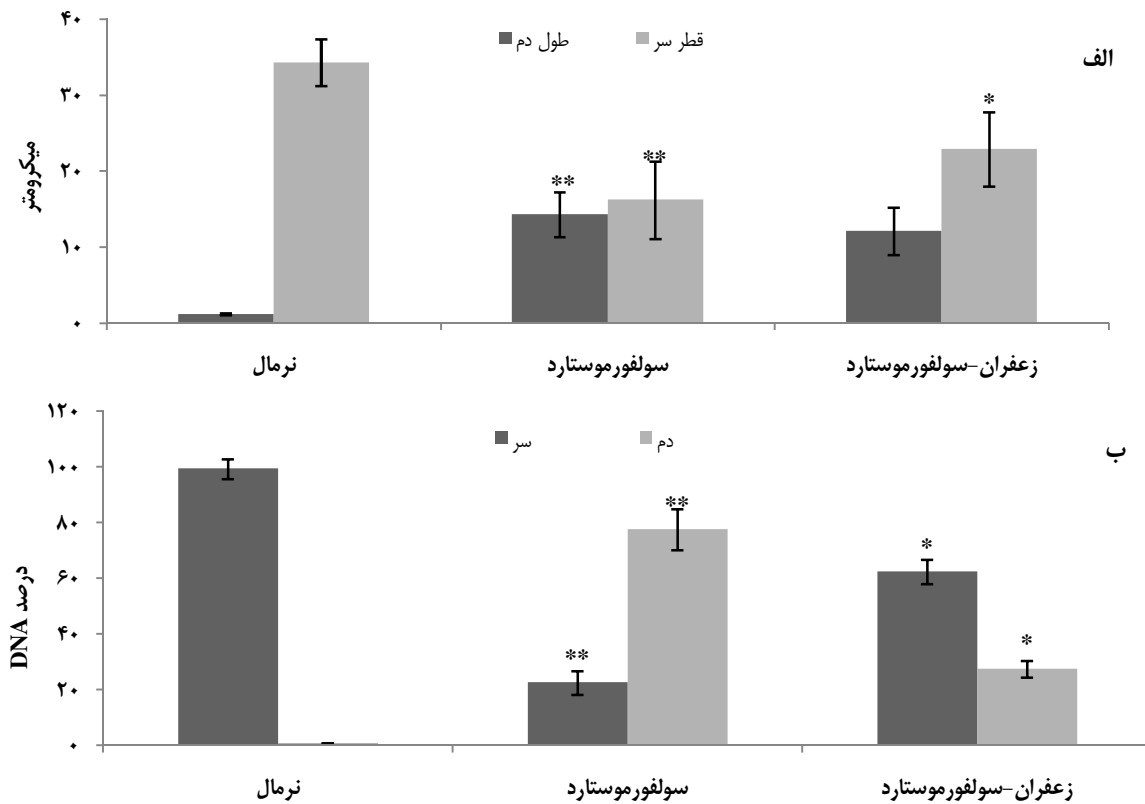 الف
طول دم
قطر سر
میکرومتر
۴۰
۳۰
۲۰
۱۰
۰
**
**
*
نرمال
سولفورموستارد
زعفران-سولفورموستارد
ب
سر
دم
درصد DNA
۱۲۰
۱۰۰
۸۰
۶۰
۴۰
۲۰
۰
**
**
*
*
نرمال
سولفورموستارد
زعفران-سولفورموستارد